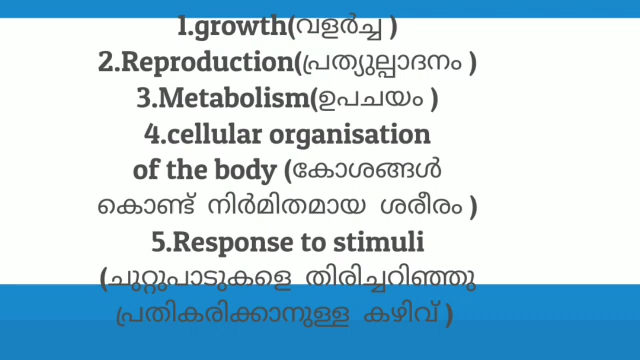 1.growth(വളർച്ച )
2.Reproduction(പ്രത്യുല്പാദനം )
3.Metabolism(ഉപചയം )
4.cellular organisation
of the body (കോശങ്ങൾ
കൊണ്ട് നിർമിതമായ ശരീരം )
5.Response to stimuli
(ചുറ്റുപാടുകളെ തിരിച്ചറിഞ്ഞു
പ്രതികരിക്കാനുള്ള കഴിവ് )